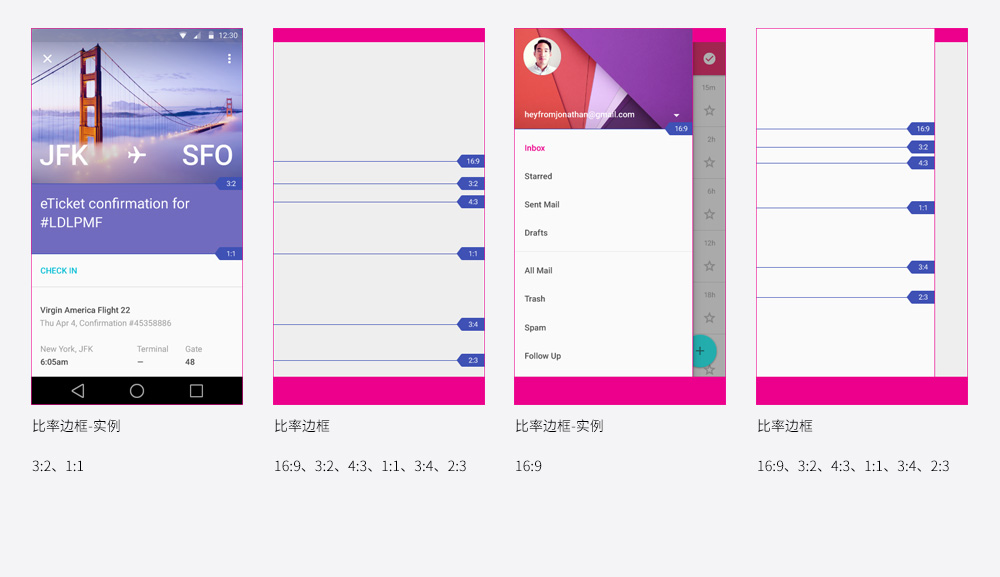 12:30
JFK SFO
3:2
eTicket confirmation for
#LDLPMF
1:1
CHECK IN
Virgin America Flight 22
Thu Apr 4, Confirmation #45358886
New York, JFK Terminal Gate
6:05am — 48
比率边框-实例
3:2、1:1
16:9
3:2
4:3
1:1
3:4
2:3
比率边框
16:9、3:2、4:3、1:1、3:4、2:3
heyfromjonathan@gmail.com
16:9
Inbox
Starred
Sent Mail
Drafts
All Mail
Trash
Spam
Follow Up
15m
2h
6h
12h
18h
比率边框-实例
16:9
16:9
3:2
4:3
1:1
3:4
2:3
比率边框
16:9、3:2、4:3、1:1、3:4、2:3